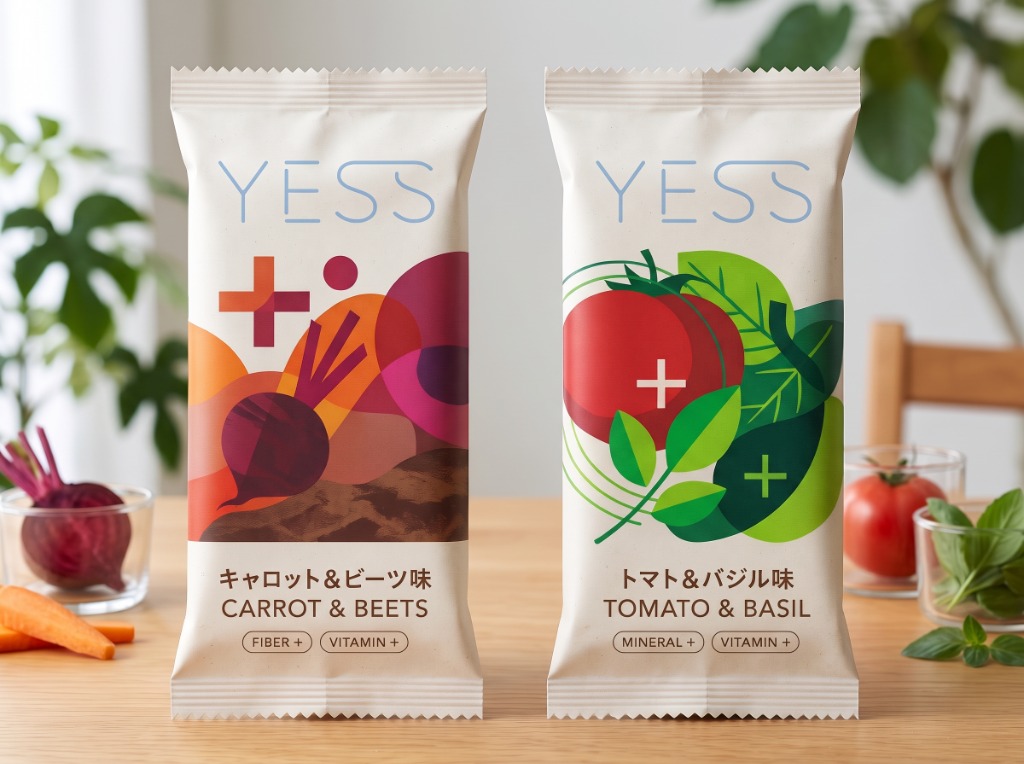 YESS
キャロット&ビーツ味
CARROT & BEETS
FIBER +
VITAMIN +
YESS
トマト&バジル味
TOMATO & BASIL
MINERAL +
VITAMIN +